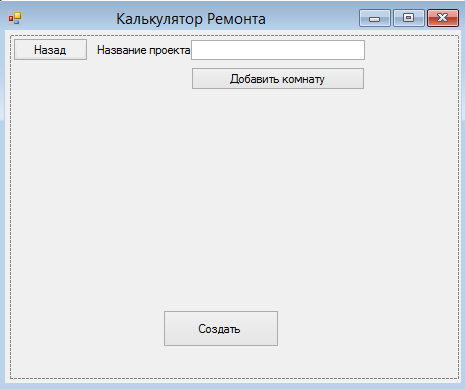 Калькулятор Ремонта
Назад Название проекта
Добавить комнату
Создать